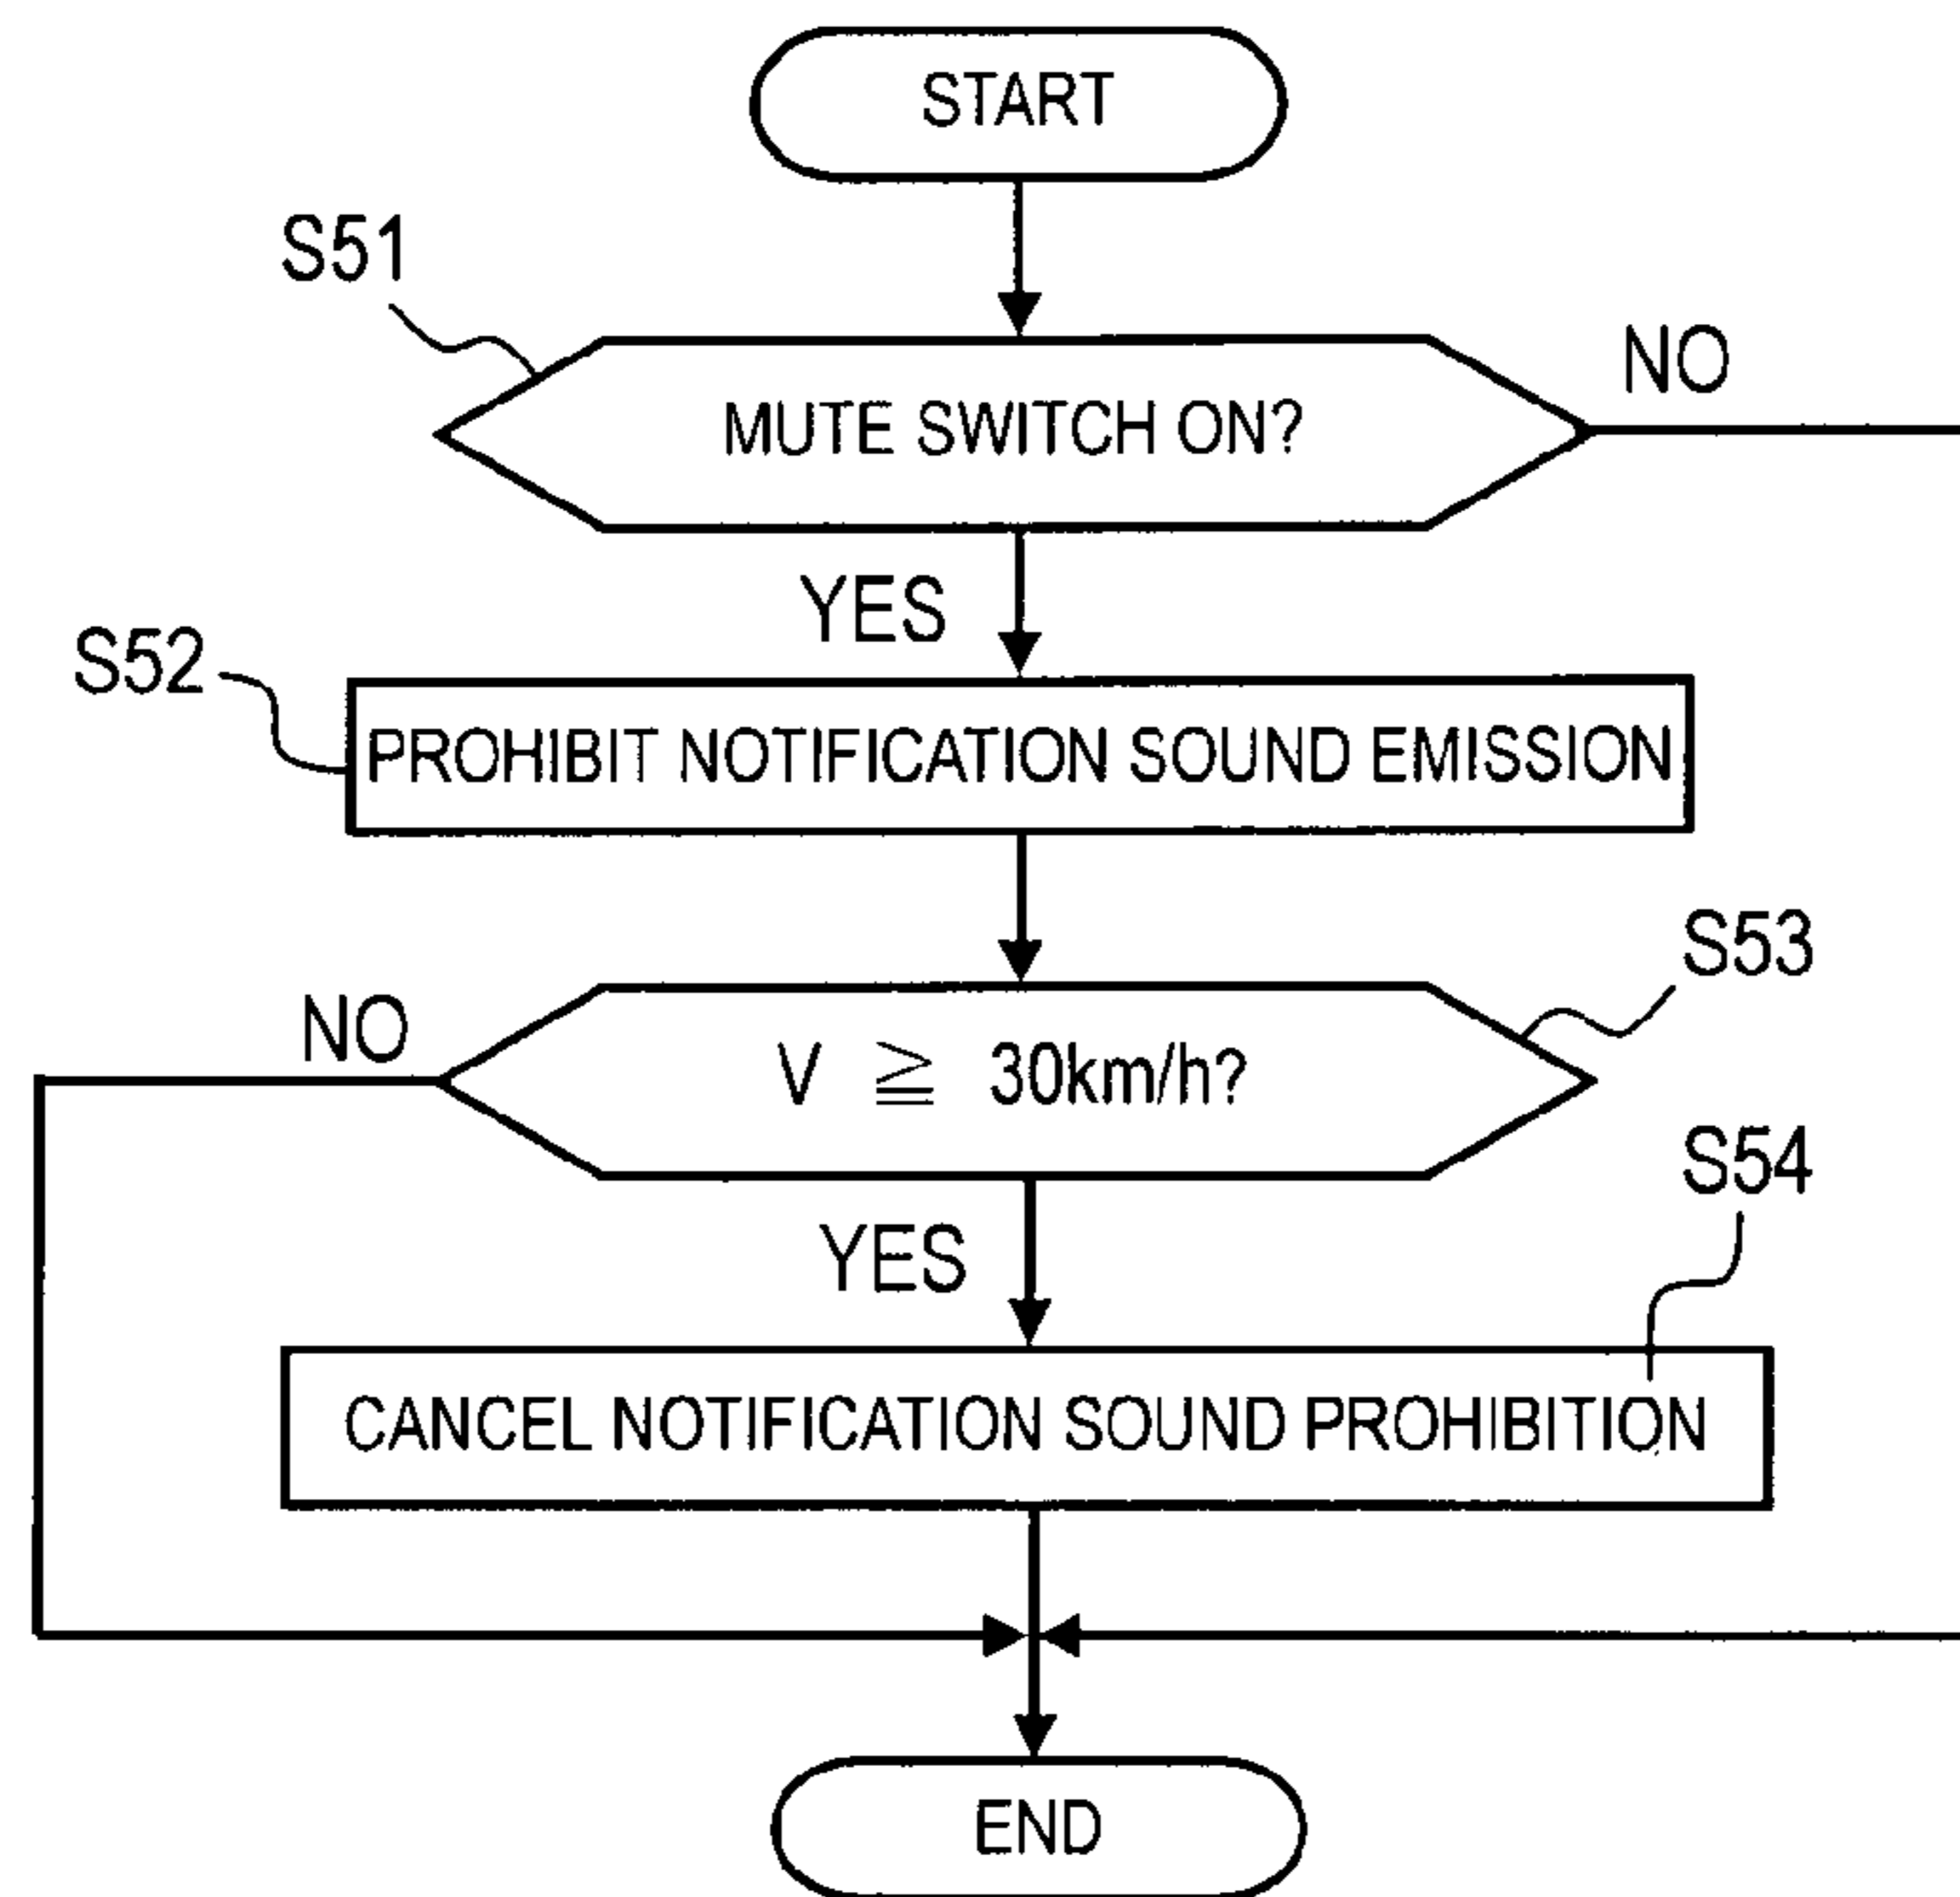 START
S51
MUTE SWITCH ON?
NO
YES
S52
PROHIBIT NOTIFICATION SOUND EMISSION
S53
NO
V ≧ 30km/h?
S54
YES
CANCEL NOTIFICATION SOUND PROHIBITION
END